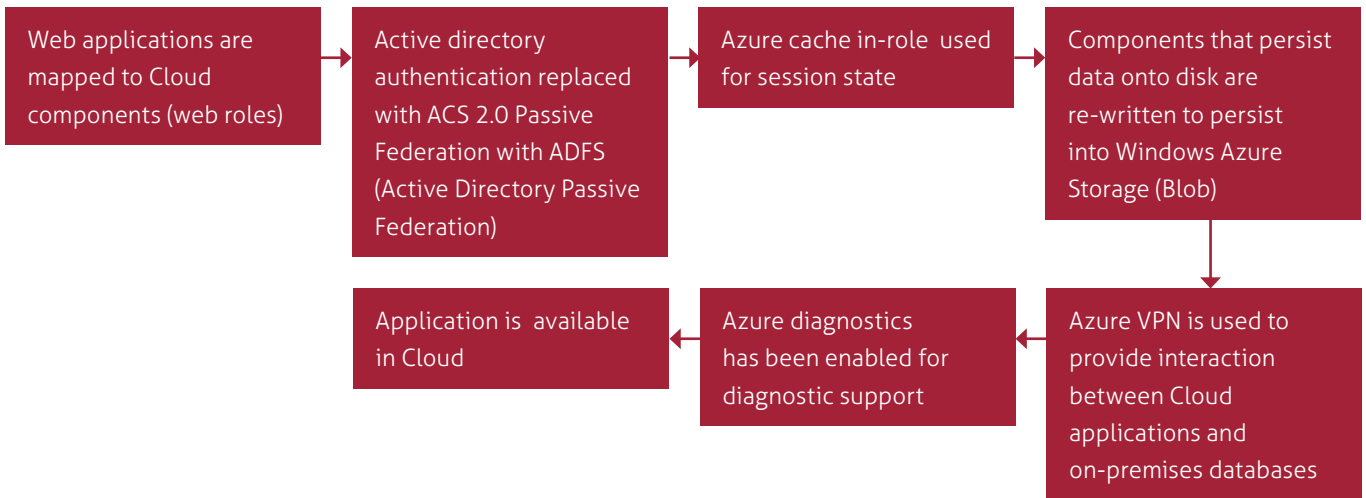 Web applications are
mapped to Cloud
components (web roles)
Active directory
authentication replaced
with ACS 2.0 Passive
Federation with ADFS
(Active Directory Passive
Federation)
Azure cache in-role used
for session state
Components that persist
data onto disk are
re-written to persist
into Windows Azure
Storage (Blob)
Azure VPN is used to
provide interaction
between Cloud
applications and
on-premises databases
Azure diagnostics
has been enabled for
diagnostic support
Application is available
in Cloud